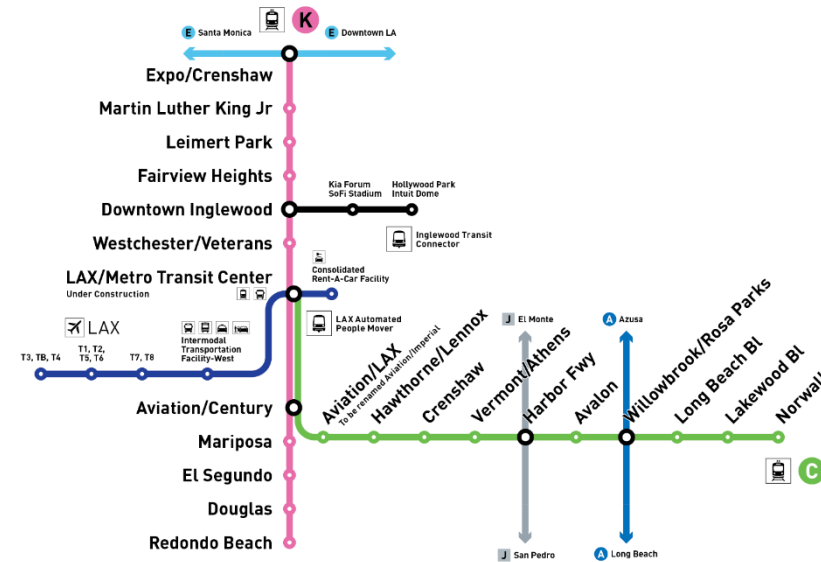 E Santa Monica
K
E Downtown LA
Expo/Crenshaw
Martin Luther King Jr
Leimert Park
Fairview Heights
Kia Forum
SoFi Stadium
Hollywood Park
Intuit Dome
Downtown Inglewood
Inglewood Transit
Connector
Westchester/Veterans
LAX/Metro Transit Center
Under Construction
Consolidated
Rent-A-Car Facility
LAX Automated
People Mover
LAX
T3, TB, T4
T1, T2,
T5, T6
T7, T8
Intermodal
Transportation
Facility-West
J El Monte
A Azusa
Aviation/Century
Aviation/LAX
To be renamed Aviation/Imperial
Hawthorne/Lennox
Crenshaw
Vermont/Athens
Harbor Fwy
Avalon
Willowbrook/Rosa Parks
Long Beach Bl
Lakewood Bl
Norwalk
C
Mariposa
El Segundo
Douglas
Redondo Beach
J San Pedro
A Long Beach